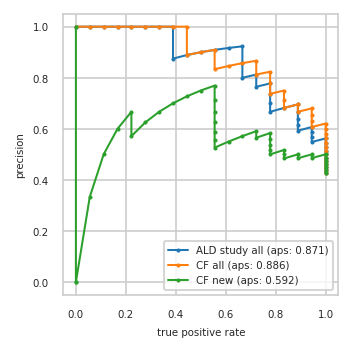 1.0
0.8
0.6
0.4
0.2
0.0
precision
0.0 0.2 0.4 0.6 0.8 1.0
true positive rate
ALD study all (aps: 0.871)
CF all (aps: 0.886)
CF new (aps: 0.592)